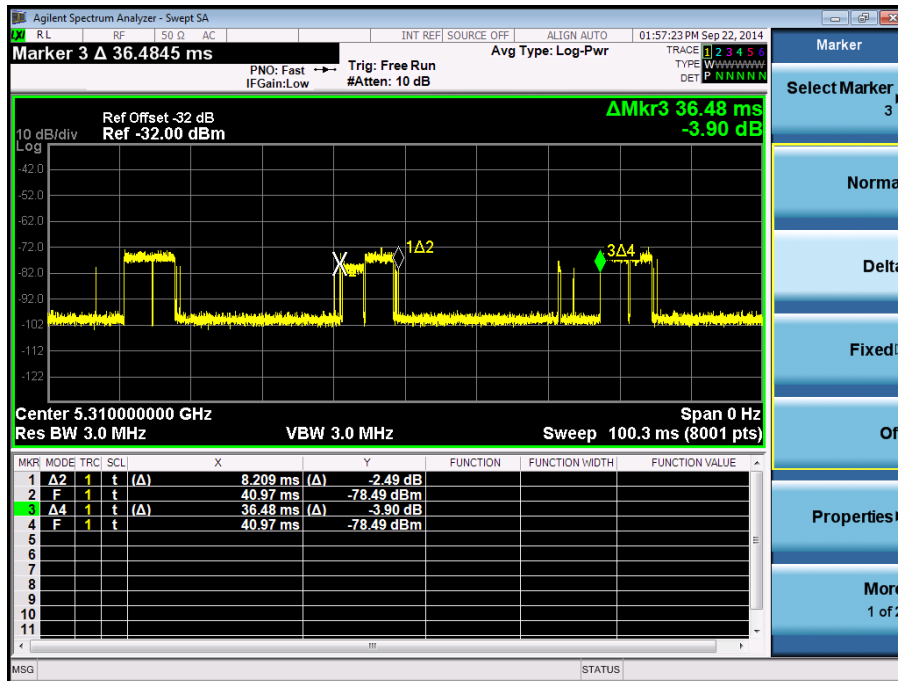 Agilent Spectrum Analyzer - Swept SA
LXI RL RF 50 Ω AC INT REF SOURCE OFF ALIGN AUTO 01:57:23 PM Sep 22, 2014
Marker 3 Δ 36.4845 ms
PNO: Fast
IFGain:Low
Trig: Free Run
#Atten: 10 dB
Avg Type: Log-Pwr
TRACE 1 2 3 4 5 6
TYPE WWWWWW
DET P N N N N N
ΔMkr3 36.48 ms
-3.90 dB
Ref Offset -32 dB
10 dB/div Ref -32.00 dBm
Log
-42.0
-52.0
-62.0
-72.0
-82.0
-92.0
-102
-112
-122
1Δ2
3Δ4
Center 5.310000000 GHz Span 0 Hz
Res BW 3.0 MHz VBW 3.0 MHz Sweep 100.3 ms (8001 pts)
MKR MODE TRC SCL X Y FUNCTION FUNCTION WIDTH FUNCTION VALUE
1 Δ2 1 t (Δ) 8.209 ms (Δ) -2.49 dB
2 F 1 t 40.97 ms -78.49 dBm
3 Δ4 1 t (Δ) 36.48 ms (Δ) -3.90 dB
4 F 1 t 40.97 ms -78.49 dBm
5
6
7
8
9
10
11
MSG STATUS
Marker
Select Marker
3
Norma
Delta
Fixed
Of
Properties
More
1 of 2